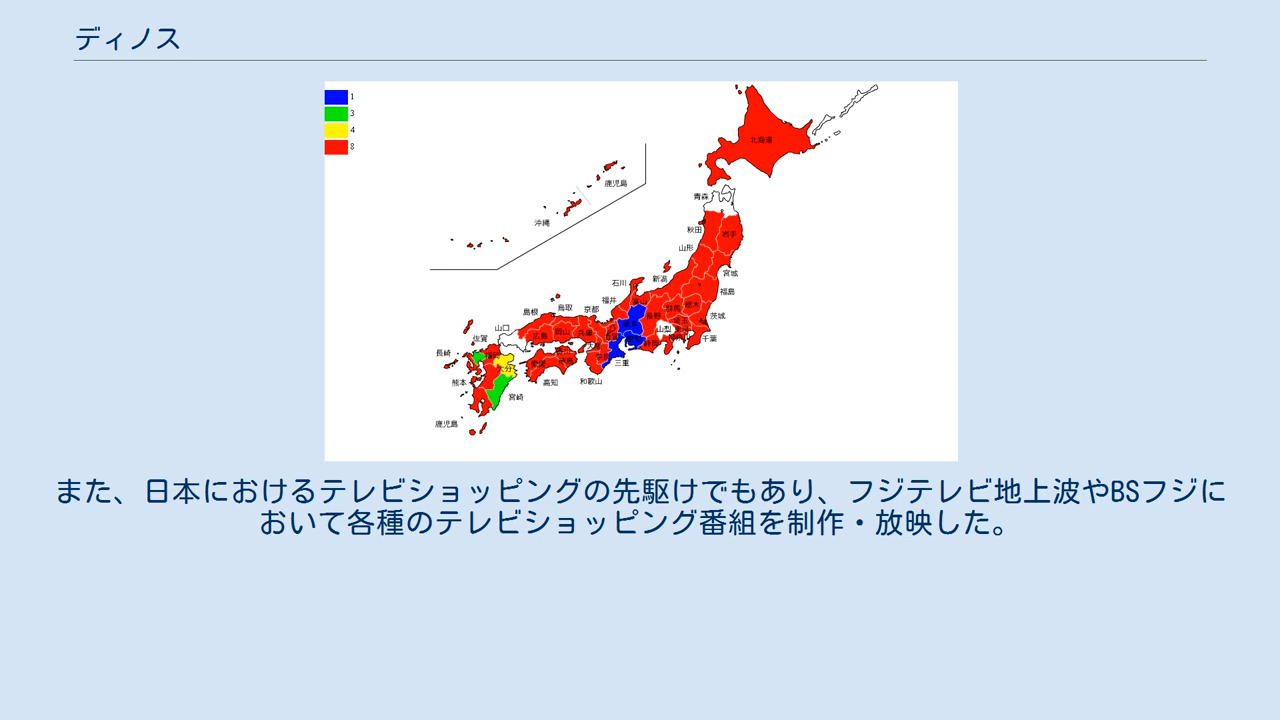 ディノス
1
3
4
8
北海道
鹿児島
青森
沖縄
秋田
岩手
山形
宮城
新潟
石川
福島
福井
鳥取
京都
島根
長野
群馬
栃木
茨城
山口
広島
岡山
兵庫
山梨
千葉
佐賀
長崎
大分
三重
熊本
高知
和歌山
宮崎
鹿児島
また、日本におけるテレビショッピングの先駆けでもあり、フジテレビ地上波やBSフジに
おいて各種のテレビショッピング番組を制作・放映した。